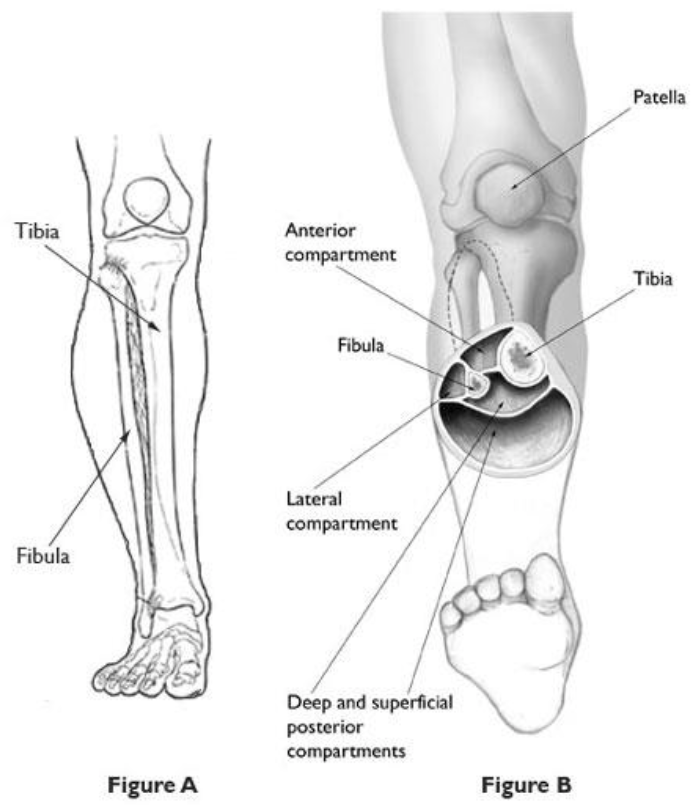 Tibia
Fibula
Figure A
Patella
Anterior
compartment
Tibia
Fibula
Lateral
compartment
Deep and superficial
posterior
compartments
Figure B